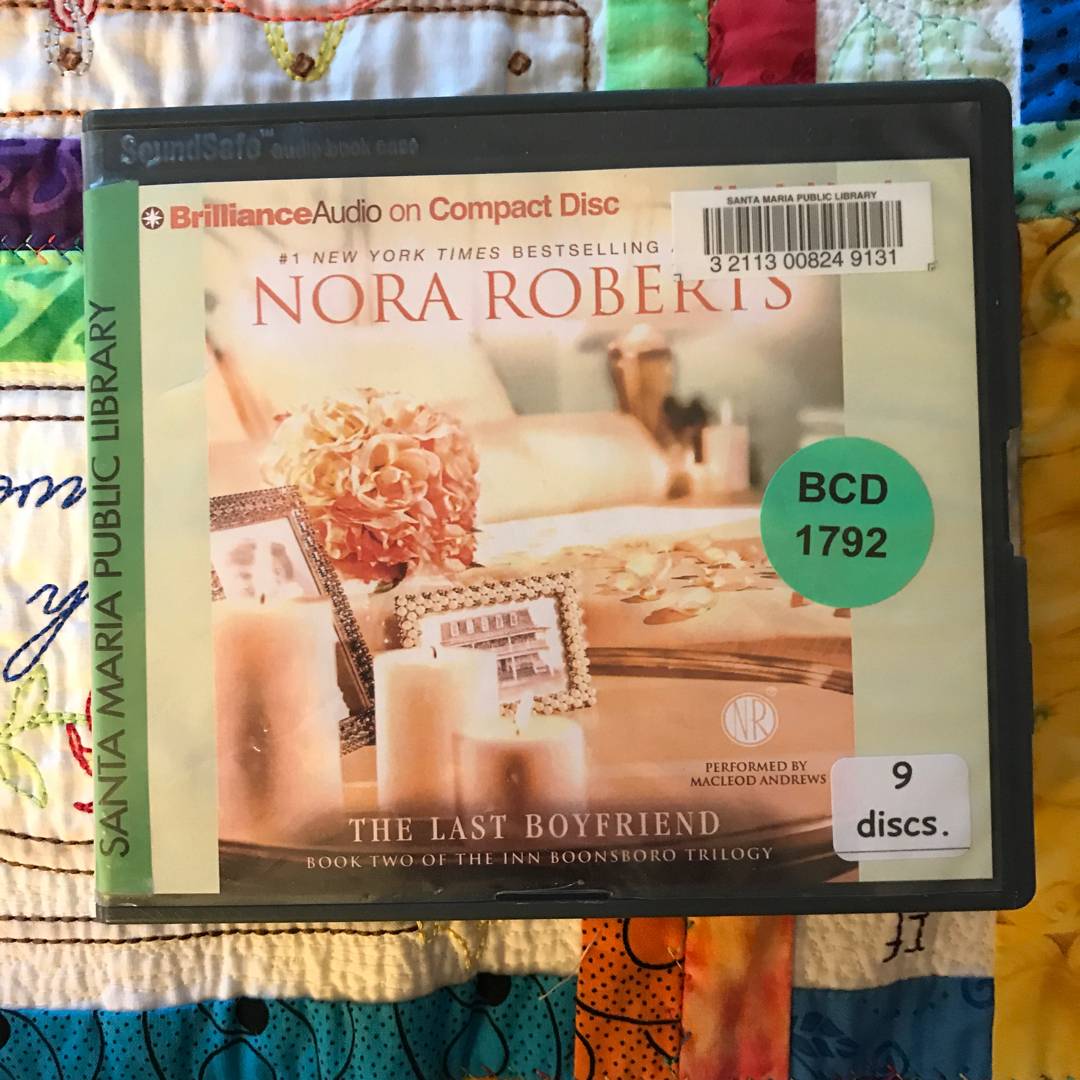 SoundSafe™ audio book case
BrillianceAudio on Compact Disc
SANTA MARIA PUBLIC LIBRARY
3 2113 00824 9131
#1 NEW YORK TIMES BESTSELLING
NORA ROBERTS
SANTA MARIA PUBLIC LIBRARY
BCD
1792
NR
PERFORMED BY
MACLEOD ANDREWS
9
discs.
THE LAST BOYFRIEND
BOOK TWO OF THE INN BOONSBORO TRILOGY